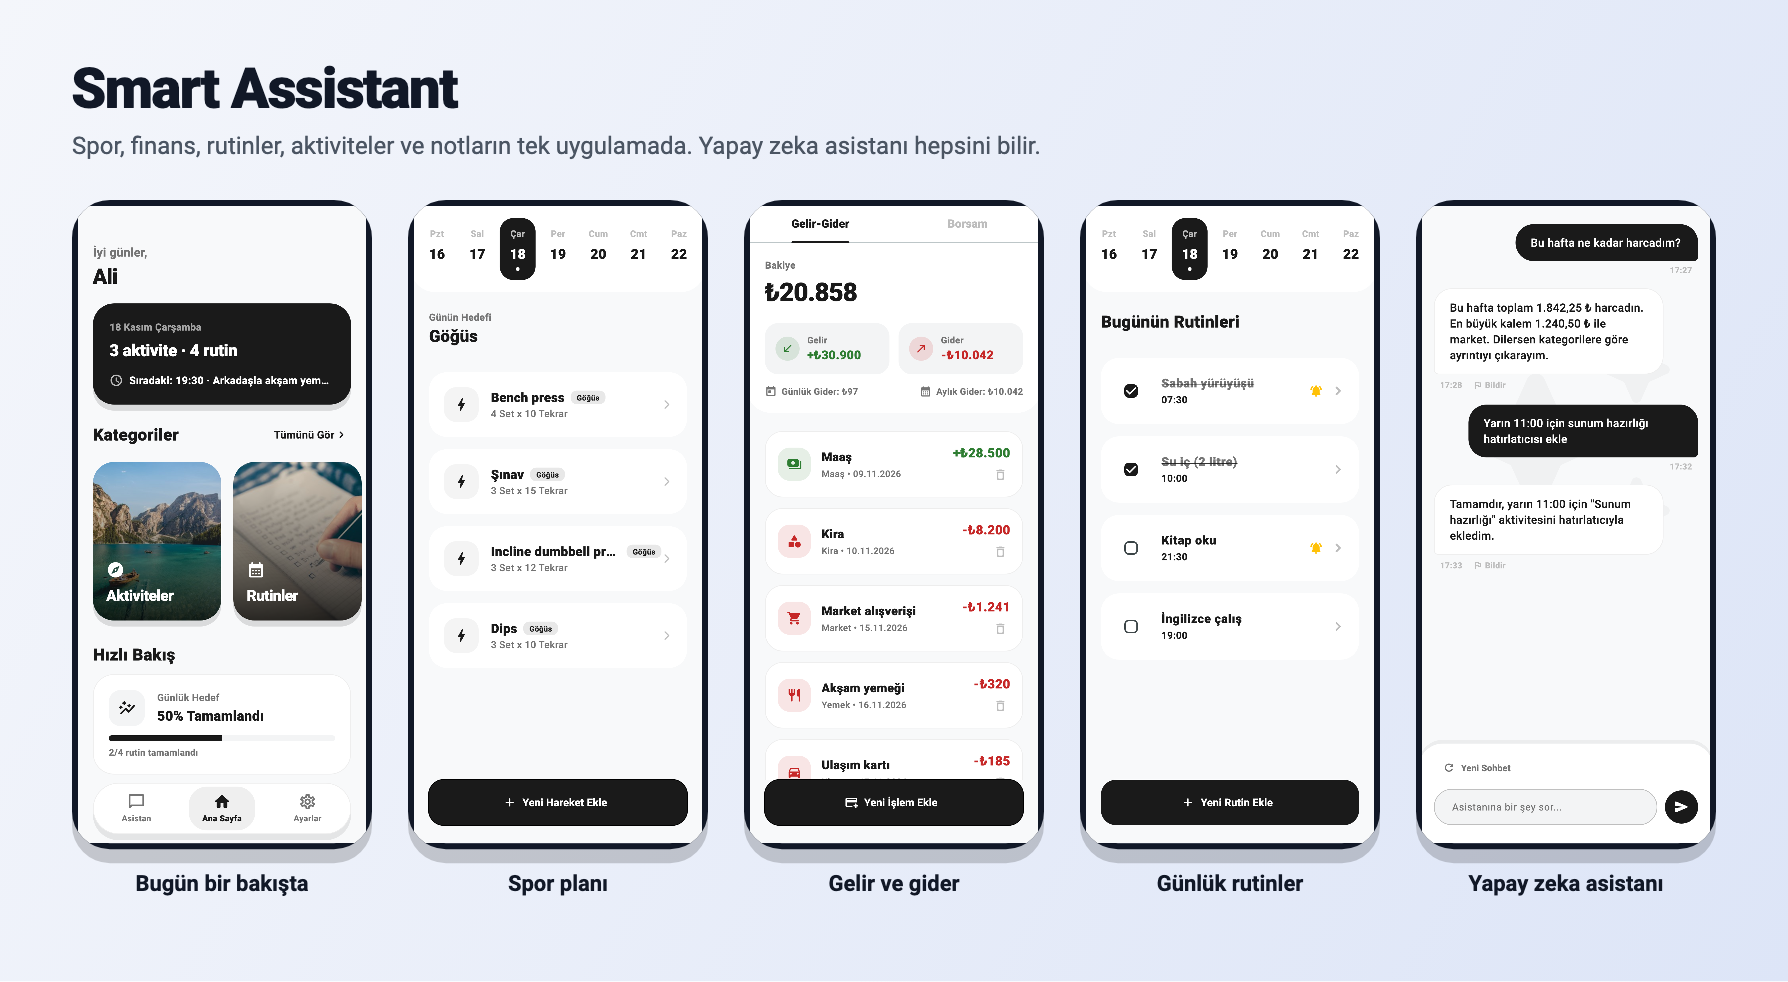 Smart Assistant
Spor, finans, rutinler, aktiviteler ve notların tek uygulamada. Yapay zeka asistanı hepsini bilir.
İyi günler,
Ali
18 Kasım Çarşamba
3 aktivite · 4 rutin
Sıradaki: 19:30 · Arkadaşla akşam yem...
Kategoriler
Tümünü Gör
Aktiviteler
Rutinler
Hızlı Bakış
Günlük Hedef
50% Tamamlandı
2/4 rutin tamamlandı
Asistan
Ana Sayfa
Ayarlar
Bugün bir bakışta
Pzt Sal Çar Per Cum Cmt Paz
16 17 18 19 20 21 22
Günün Hedefi
Göğüs
Bench press Göğüs
4 Set x 10 Tekrar
Şınav Göğüs
3 Set x 15 Tekrar
Incline dumbbell pr... Göğüs
3 Set x 12 Tekrar
Dips Göğüs
3 Set x 10 Tekrar
+ Yeni Hareket Ekle
Spor planı
Gelir-Gider
Borsam
Bakiye
₺20.858
Gelir
+₺30.900
Gider
-₺10.042
Günlük Gider: ₺97
Aylık Gider: ₺10.042
Maaş
+₺28.500
Maaş • 09.11.2026
Kira
-₺8.200
Kira • 10.11.2026
Market alışverişi
-₺1.241
Market • 15.11.2026
Akşam yemeği
-₺320
Yemek • 16.11.2026
Ulaşım kartı
-₺185
Yeni İşlem Ekle
Gelir ve gider
Pzt Sal Çar Per Cum Cmt Paz
16 17 18 19 20 21 22
Bugünün Rutinleri
Sabah yürüyüşü
07:30
Su iç (2 litre)
10:00
Kitap oku
21:30
İngilizce çalış
19:00
+ Yeni Rutin Ekle
Günlük rutinler
Bu hafta ne kadar harcadım?
17:27
Bu hafta toplam 1.842,25 ₺ harcadın.
En büyük kalem 1.240,50 ₺ ile
market. Dilersen kategorilere göre
ayrıntıyı çıkarayım.
17:28 Bildir
Yarın 11:00 için sunum hazırlığı
hatırlatıcısı ekle
17:32
Tamamdır, yarın 11:00 için "Sunum
hazırlığı" aktivitesini hatırlatıcıyla
ekledim.
17:33 Bildir
Yeni Sohbet
Asistanına bir şey sor...
Yapay zeka asistanı